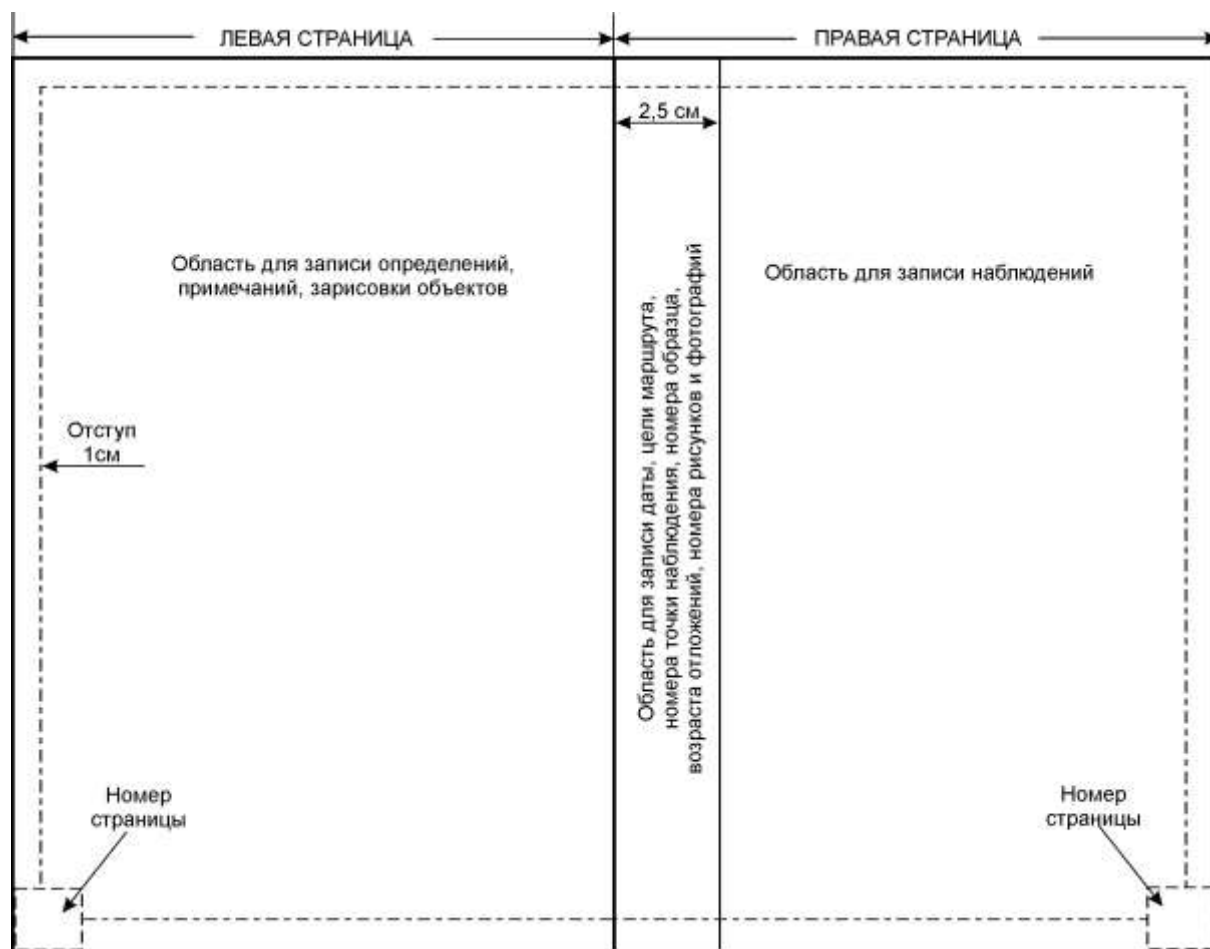 ЛЕВАЯ СТРАНИЦА
ПРАВАЯ СТРАНИЦА
2,5 см
Область для записи определений,
примечаний, зарисовки объектов
Отступ
1см
Номер
страницы
Область для записи даты, цели маршрута,
номера точки наблюдения, номера образца,
возраста отложений, номера рисунков и фотографий
Область для записи наблюдений
Номер
страницы